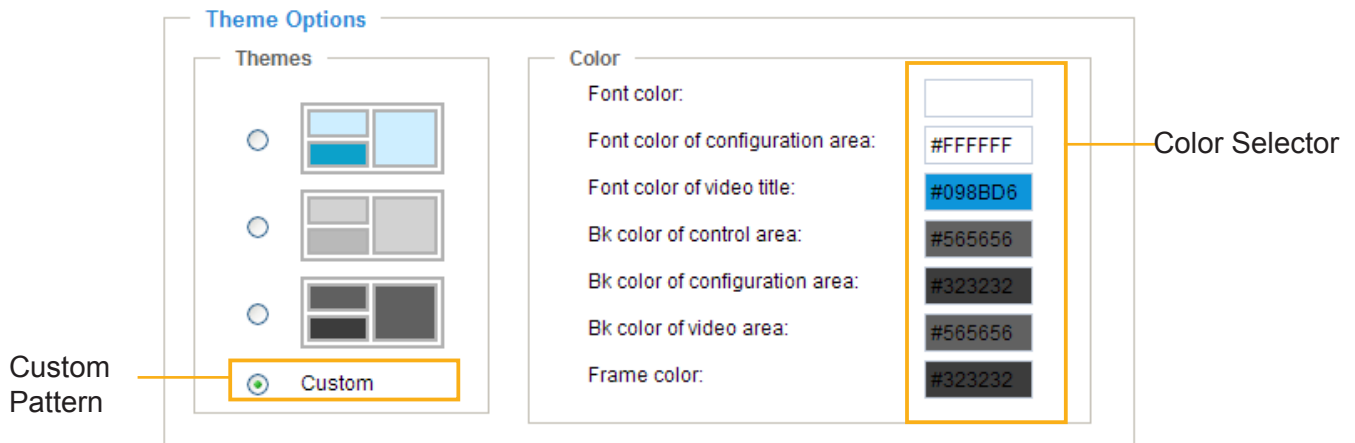 Theme Options
Themes
Custom
Color
Font color:
Font color of configuration area: #FFFFFF
Font color of video title: #098BD6
Bk color of control area: #565656
Bk color of configuration area: #323232
Bk color of video area: #565656
Frame color: #323232
Color Selector
Custom
Pattern